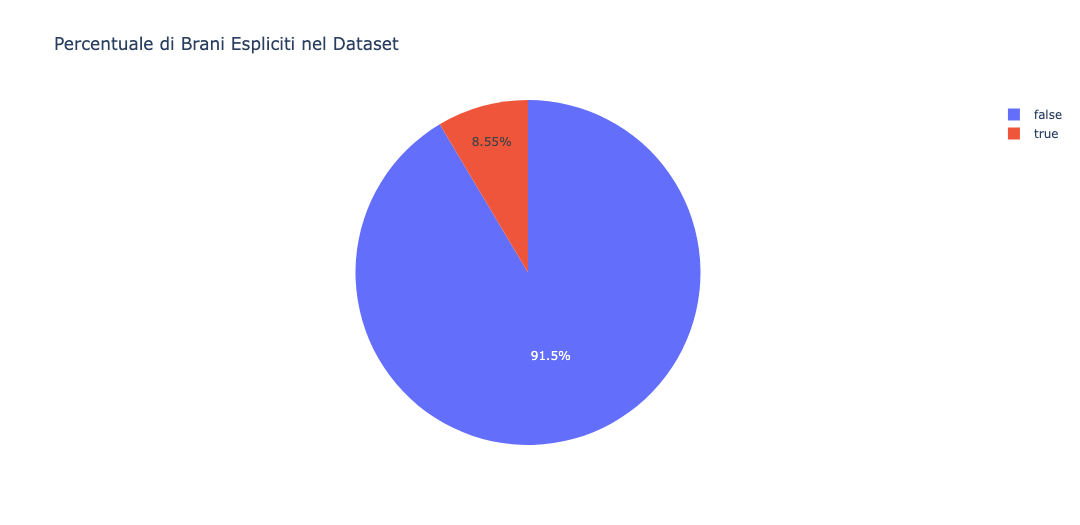 Percentuale di Brani Espliciti nel Dataset
false
true
8.55%
91.5%